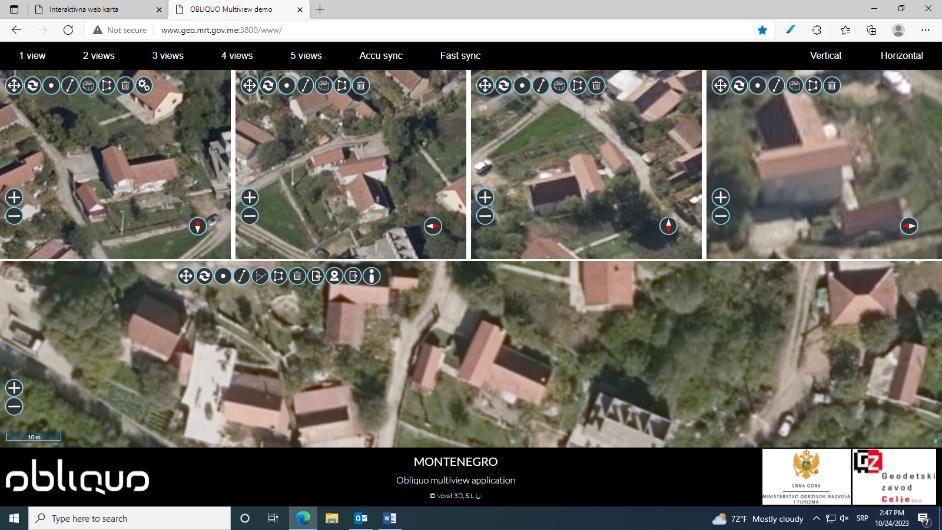 Interaktivna web karta
OBLIQUO Multiview demo
Not secure
www.geo.mrt.gov.me:3800/www/
1 view
2 views
3 views
4 views
5 views
Accu sync
Fast sync
Vertical
Horizontal
10 m
obliquo
MONTENEGRO
Obliquo multiview application
© Voxel 3D, S.L.U.
CRNA GORA
MINISTARSTVO ODRŽIVOG RAZVOJA
I TURIZMA
GZ
Geodetski
zavod
Celje d.o.o.
Type here to search
72°F Mostly cloudy
SRP
2:47 PM
10/24/2023